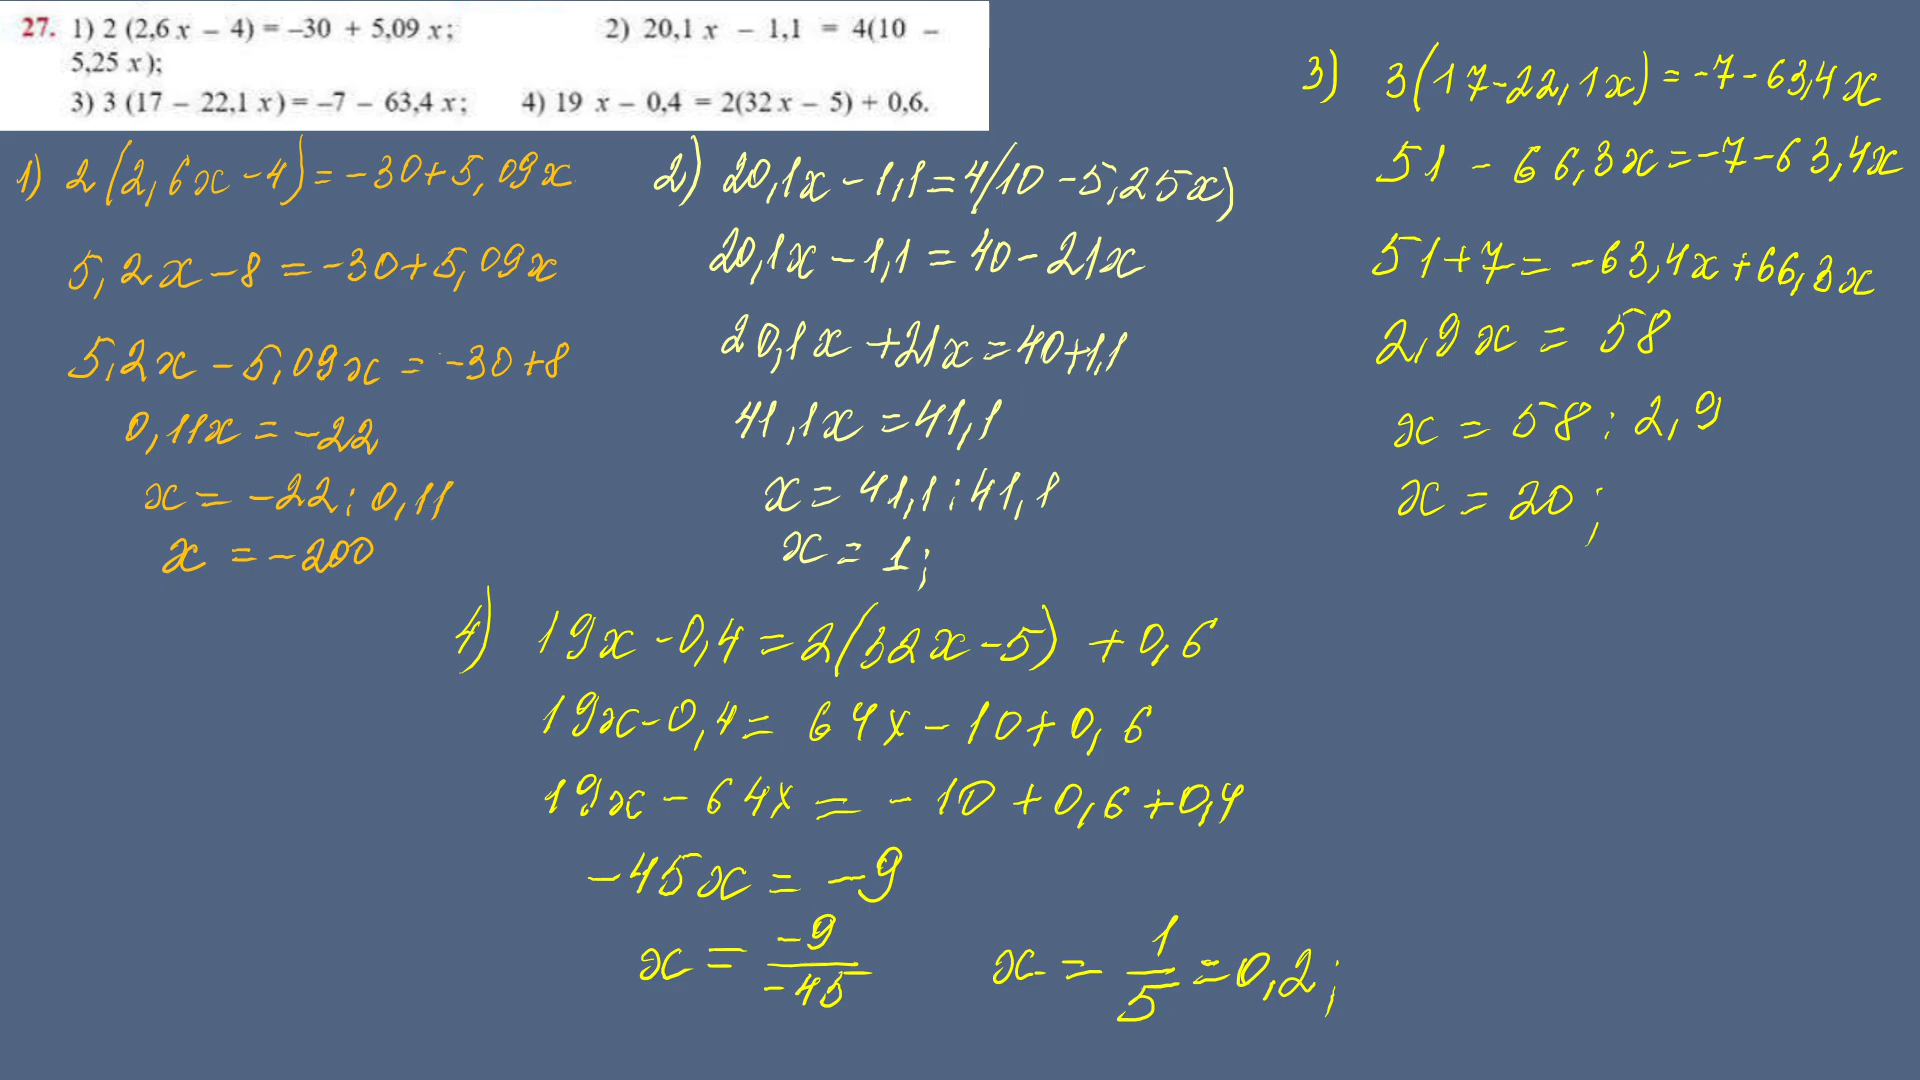 27. 1) 2 (2,6 x – 4) = –30 + 5,09 x; 2) 20,1 x – 1,1 = 4(10 –
5,25 x);
3) 3 (17 – 22,1 x) = –7 – 63,4 x; 4) 19 x – 0,4 = 2(32 x – 5) + 0,6.
1) 2(2,6x-4)=-30+5,09x
5,2x-8=-30+5,09x
5,2x-5,09x=-30+8
0,11x=-22
x=-22:0,11
x=-200
2) 20,1x-1,1=4(10-5,25x)
20,1x-1,1=40-21x
20,1x+21x=40+1,1
41,1x=41,1
x=41,1:41,1
x=1;
3) 3(17-22,1x)=-7-63,4x
51-66,3x=-7-63,4x
51+7=-63,4x+66,3x
2,9x=58
x=58:2,9
x=20;
4) 19x-0,4=2(32x-5)+0,6
19x-0,4=64x-10+0,6
19x-64x=-10+0,6+0,4
-45x=-9
x=-9/-45 x=1/5=0,2;